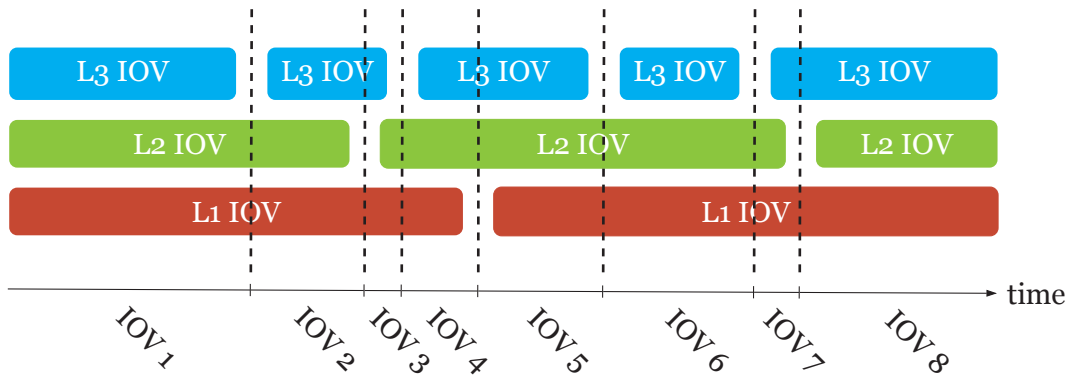 L3 IOV L3 IOV L3 IOV L3 IOV L3 IOV
L2 IOV L2 IOV L2 IOV
L1 IOV L1 IOV
time
IOV 1 IOV 2 IOV 3 IOV 4 IOV 5 IOV 6 IOV 7 IOV 8